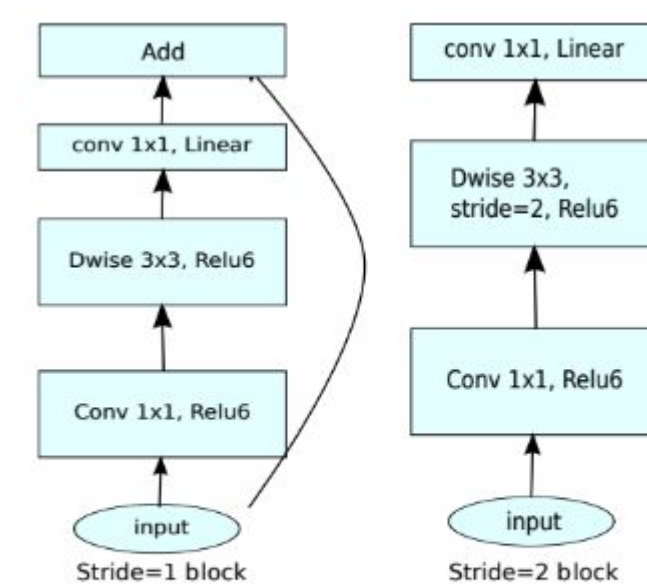 Add
conv 1x1, Linear
Dwise 3x3, Relu6
Conv 1x1, Relu6
input
Stride=1 block
conv 1x1, Linear
Dwise 3x3,
stride=2, Relu6
Conv 1x1, Relu6
input
Stride=2 block